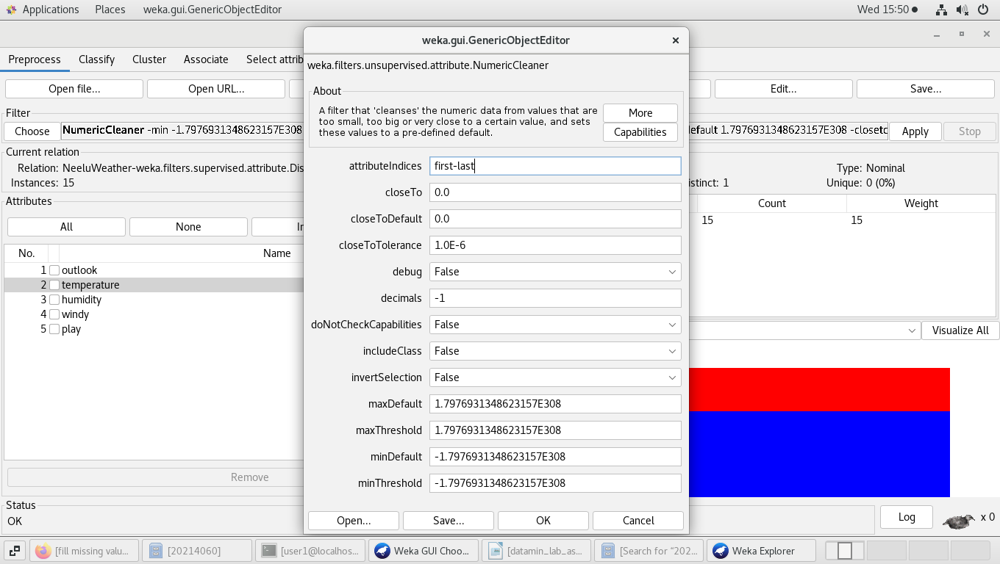 Applications Places weka.gui.GenericObjectEditor Wed 15:50
weka.gui.GenericObjectEditor
Preprocess Classify Cluster Associate Select attrib
weka.filters.unsupervised.attribute.NumericCleaner
Open file... Open URL... Edit... Save...
About
A filter that 'cleanses' the numeric data from values that are
too small, too big or very close to a certain value, and sets
these values to a pre-defined default.
More
Capabilities
Filter
Choose NumericCleaner -min -1.7976931348623157E308 default 1.7976931348623157E308 -closeto Apply Stop
Current relation
Relation: NeeluWeather-weka.filters.supervised.attribute.Dis
Instances: 15
Type: Nominal
istinct: 1 Unique: 0 (0%)
Attributes
All None In
No. Name
1 outlook
2 temperature
3 humidity
4 windy
5 play
Remove
attributeIndices first-last
closeTo 0.0
closeToDefault 0.0
closeToTolerance 1.0E-6
debug False
decimals -1
doNotCheckCapabilities False
includeClass False
invertSelection False
maxDefault 1.7976931348623157E308
maxThreshold 1.7976931348623157E308
minDefault -1.7976931348623157E308
minThreshold -1.7976931348623157E308
Open... Save... OK Cancel
Count Weight
15 15
Visualize All
Status
OK
Log x 0
[fill missing valu... [20214060] [user1@localhos... Weka GUI Choo... [datamin_lab_as... [Search for “202... Weka Explorer